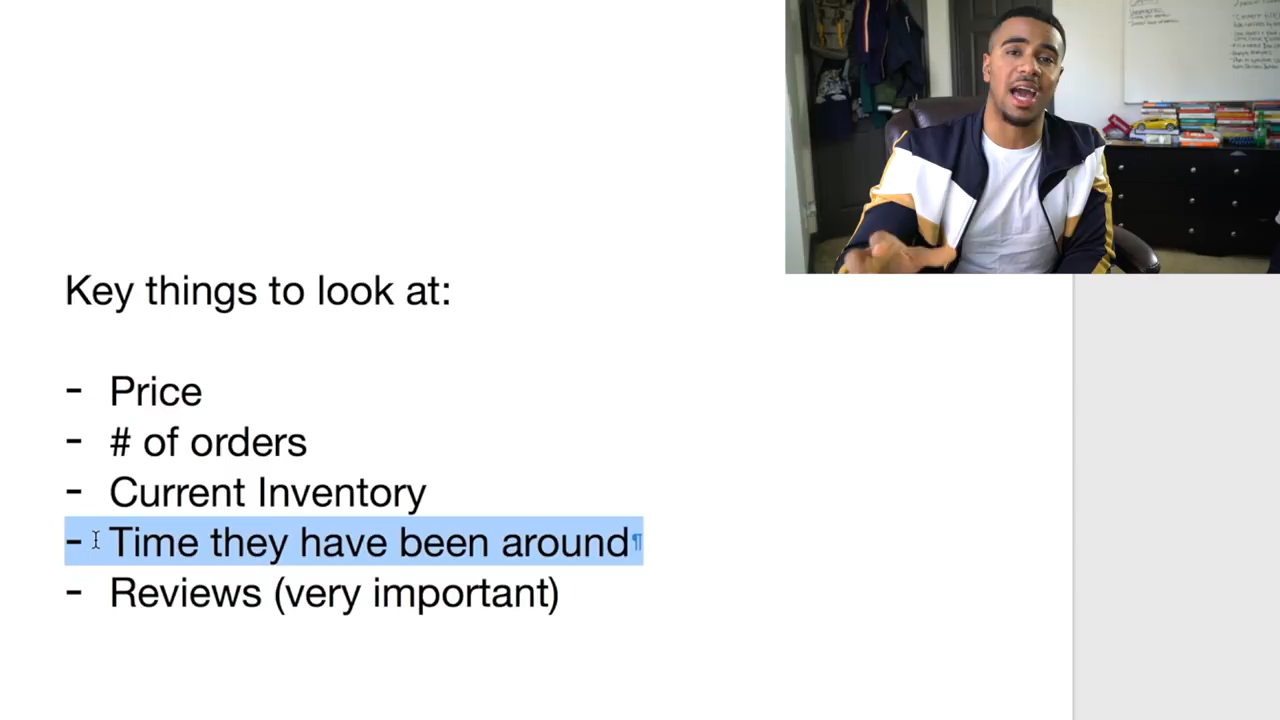 Key things to look at:
- Price
- # of orders
- Current Inventory
- Time they have been around¶
- Reviews (very important)